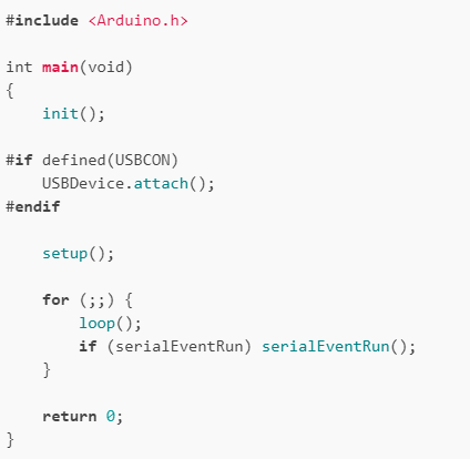 #include <Arduino.h>
int main(void)
{
    init();
#if defined(USBCON)
    USBDevice.attach();
#endif
    setup();
    for (;;) {
        loop();
        if (serialEventRun) serialEventRun();
    }
    return 0;
}